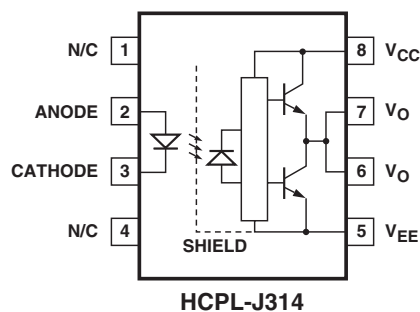 N/C 1
8 VCC
ANODE 2
7 VO
CATHODE 3
6 VO
N/C 4
5 VEE
SHIELD
HCPL-J314